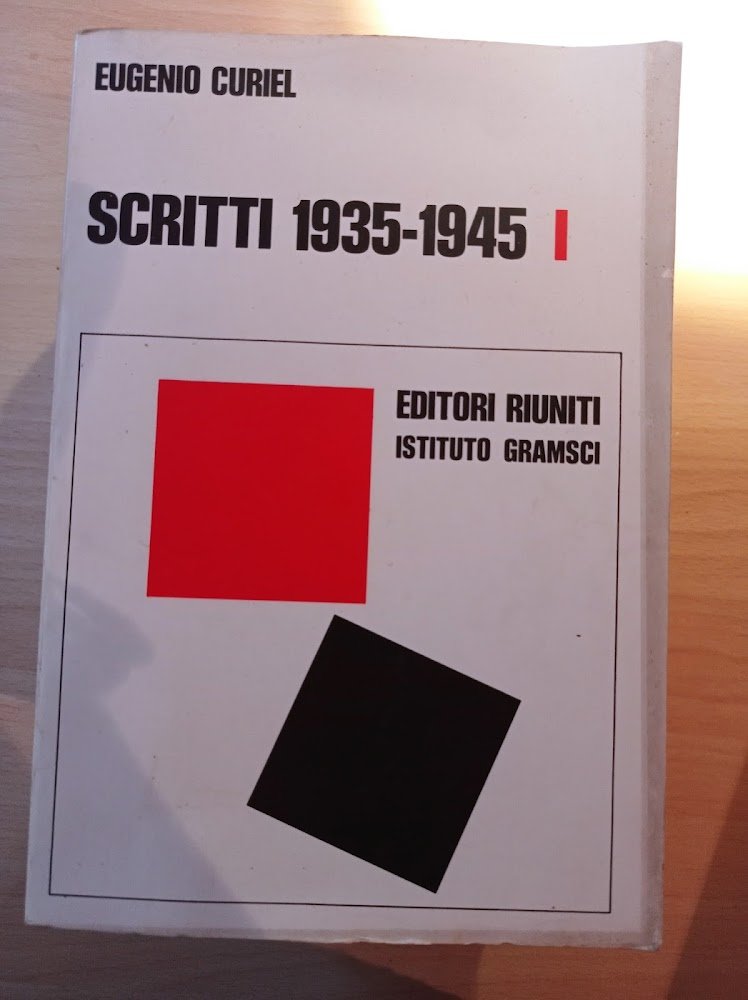 EUGENIO CURIEL
SCRITTI 1935-1945 I
EDITORI RIUNITI
ISTITUTO GRAMSCI